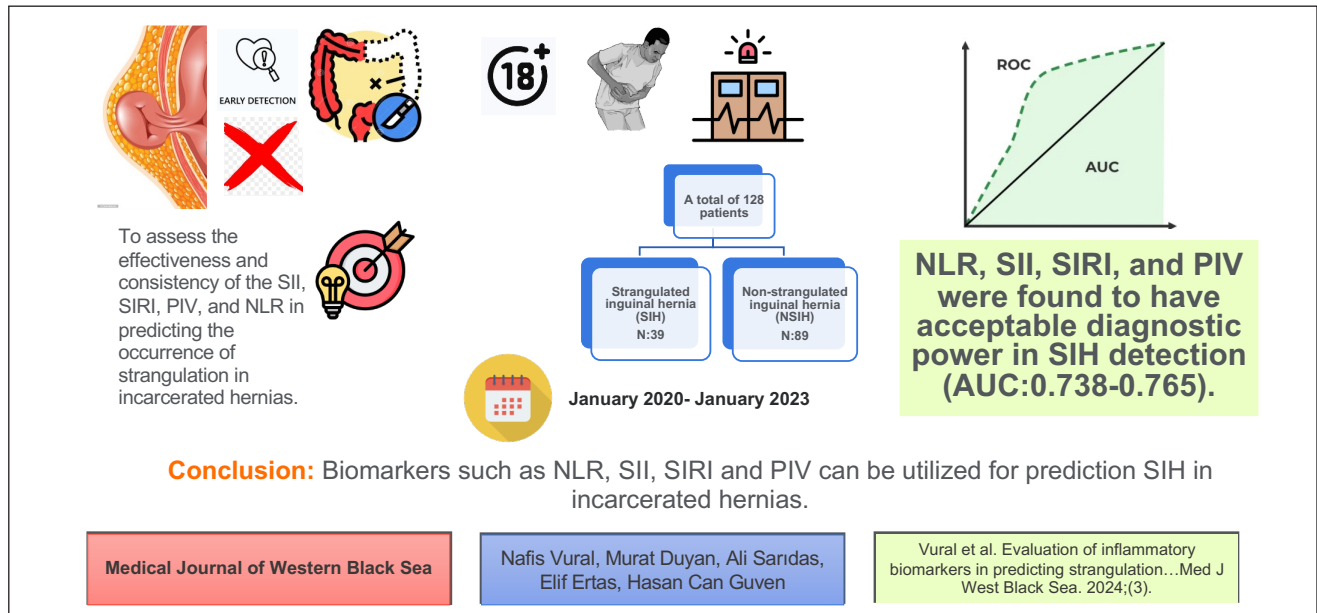 EARLY DETECTION
18+
To assess the
effectiveness and
consistency of the SII,
SIRI, PIV, and NLR in
predicting the
occurrence of
strangulation in
incarcerated hernias.
A total of 128
patients
Strangulated
inguinal hernia
(SIH)
N:39
Non-strangulated
inguinal hernia
(NSIH)
N:89
January 2020- January 2023
ROC
AUC
NLR, SII, SIRI, and PIV
were found to have
acceptable diagnostic
power in SIH detection
(AUC:0.738-0.765).
Conclusion: Biomarkers such as NLR, SII, SIRI and PIV can be utilized for prediction SIH in
incarcerated hernias.
Medical Journal of Western Black Sea
Nafis Vural, Murat Duyan, Ali Sarıdas,
Elif Ertas, Hasan Can Guven
Vural et al. Evaluation of inflammatory
biomarkers in predicting strangulation…Med J
West Black Sea. 2024;(3).